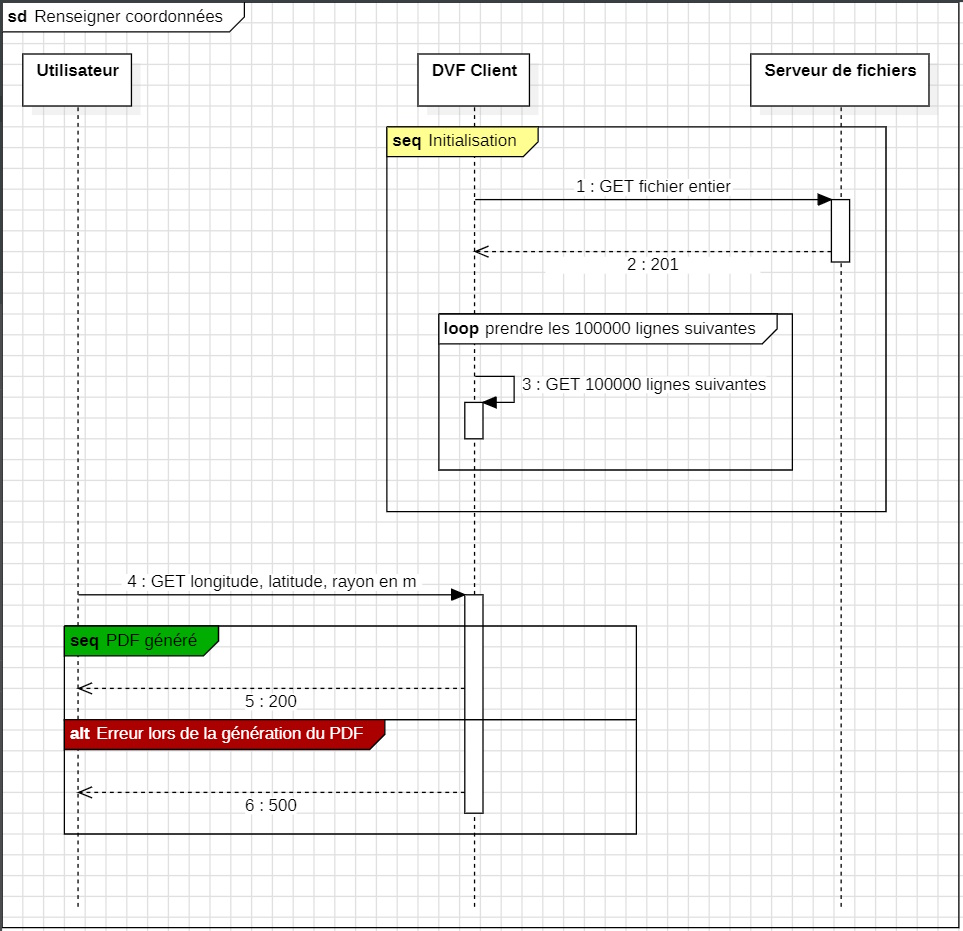 sd Renseigner coordonnées
Utilisateur
DVF Client
Serveur de fichiers
seq Initialisation
1 : GET fichier entier
2 : 201
loop prendre les 100000 lignes suivantes
3 : GET 100000 lignes suivantes
4 : GET longitude, latitude, rayon en m
seq PDF généré
5 : 200
alt Erreur lors de la génération du PDF
6 : 500